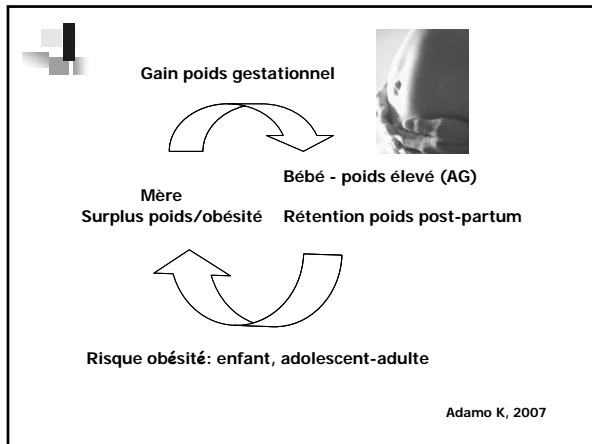 Gain poids gestationnel
Bébé - poids élevé (AG)
Mère
Surplus poids/obésité
Rétention poids post-partum
Risque obésité: enfant, adolescent-adulte
Adamo K, 2007